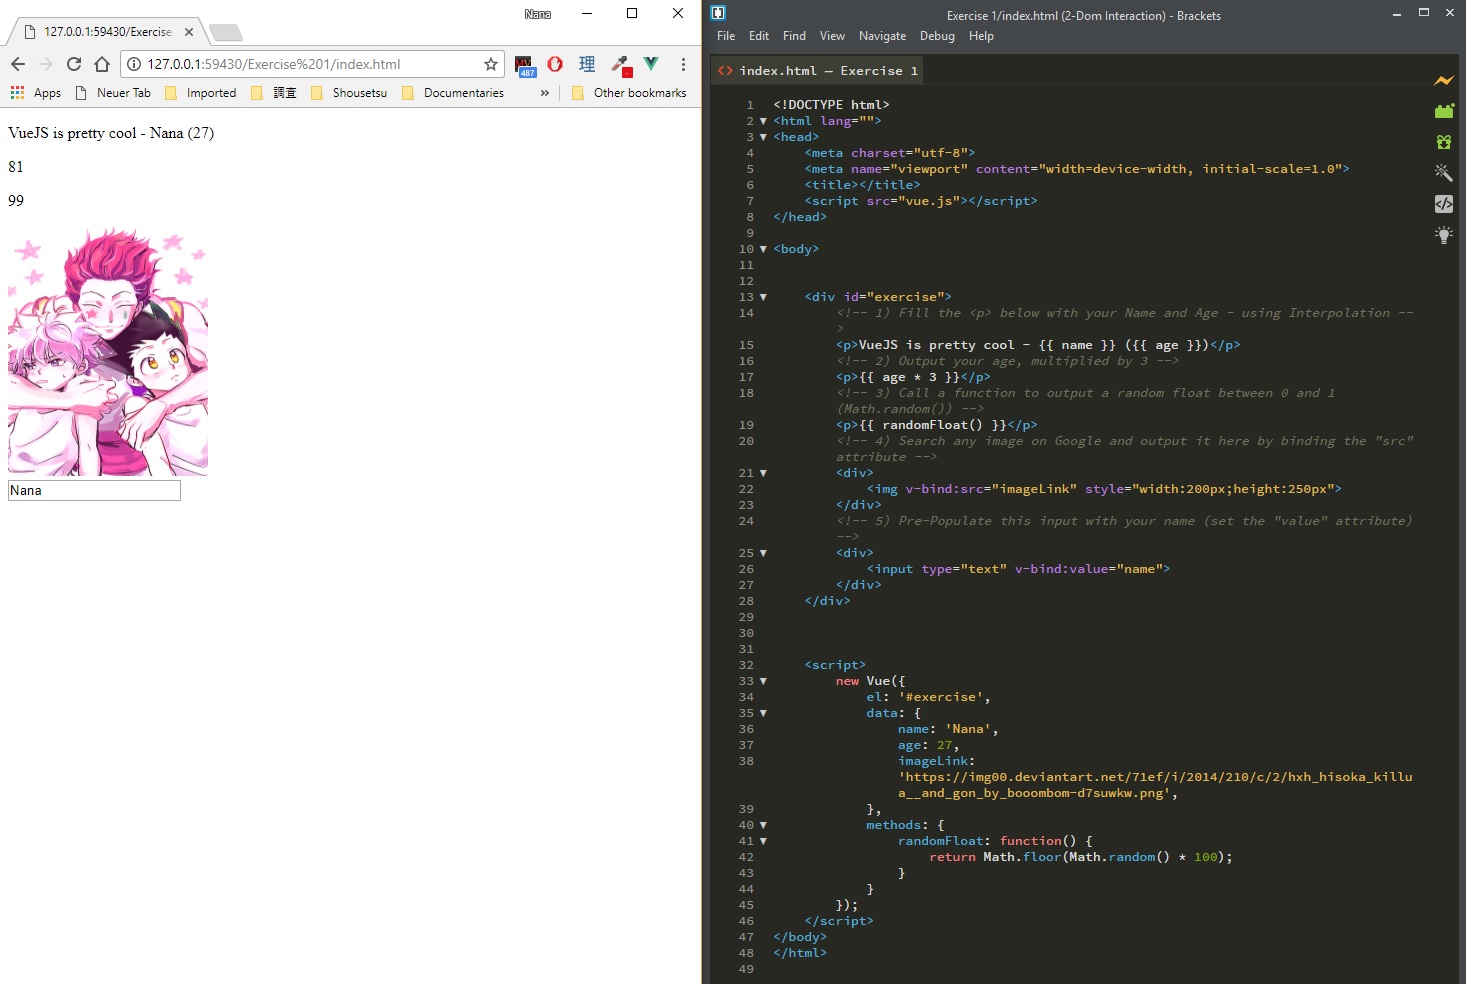 Nana
127.0.0.1:59430/Exercise
127.0.0.1:59430/Exercise%201/index.html
487
理
Apps
Neuer Tab
Imported
調査
Shousetsu
Documentaries
»
Other bookmarks
VueJS is pretty cool - Nana (27)
81
99
Nana
Exercise 1/index.html (2-Dom Interaction) - Brackets
File Edit Find View Navigate Debug Help
<> index.html — Exercise 1
1 <!DOCTYPE html>
2 ▼ <html lang="">
3 ▼ <head>
4     <meta charset="utf-8">
5     <meta name="viewport" content="width=device-width, initial-scale=1.0">
6     <title></title>
7     <script src="vue.js"></script>
8 </head>
9
10 ▼ <body>
11
12
13 ▼     <div id="exercise">
14         <!-- 1) Fill the <p> below with your Name and Age - using Interpolation --
>
15         <p>VueJS is pretty cool - {{ name }} ({{ age }})</p>
16         <!-- 2) Output your age, multiplied by 3 -->
17         <p>{{ age * 3 }}</p>
18         <!-- 3) Call a function to output a random float between 0 and 1
(Math.random()) -->
19         <p>{{ randomFloat() }}</p>
20         <!-- 4) Search any image on Google and output it here by binding the "src"
attribute -->
21 ▼         <div>
22             <img v-bind:src="imageLink" style="width:200px;height:250px">
23         </div>
24         <!-- 5) Pre-Populate this input with your name (set the "value" attribute)
-->
25 ▼         <div>
26             <input type="text" v-bind:value="name">
27         </div>
28     </div>
29
30
31
32     <script>
33 ▼         new Vue({
34             el: '#exercise',
35 ▼             data: {
36                 name: 'Nana',
37                 age: 27,
38                 imageLink:
'https://img00.deviantart.net/71ef/i/2014/210/c/2/hxh_hisoka_killu
a__and_gon_by_booombom-d7suwkw.png',
39             },
40 ▼             methods: {
41 ▼                 randomFloat: function() {
42                     return Math.floor(Math.random() * 100);
43                 }
44             }
45         });
46     </script>
47 </body>
48 </html>
49